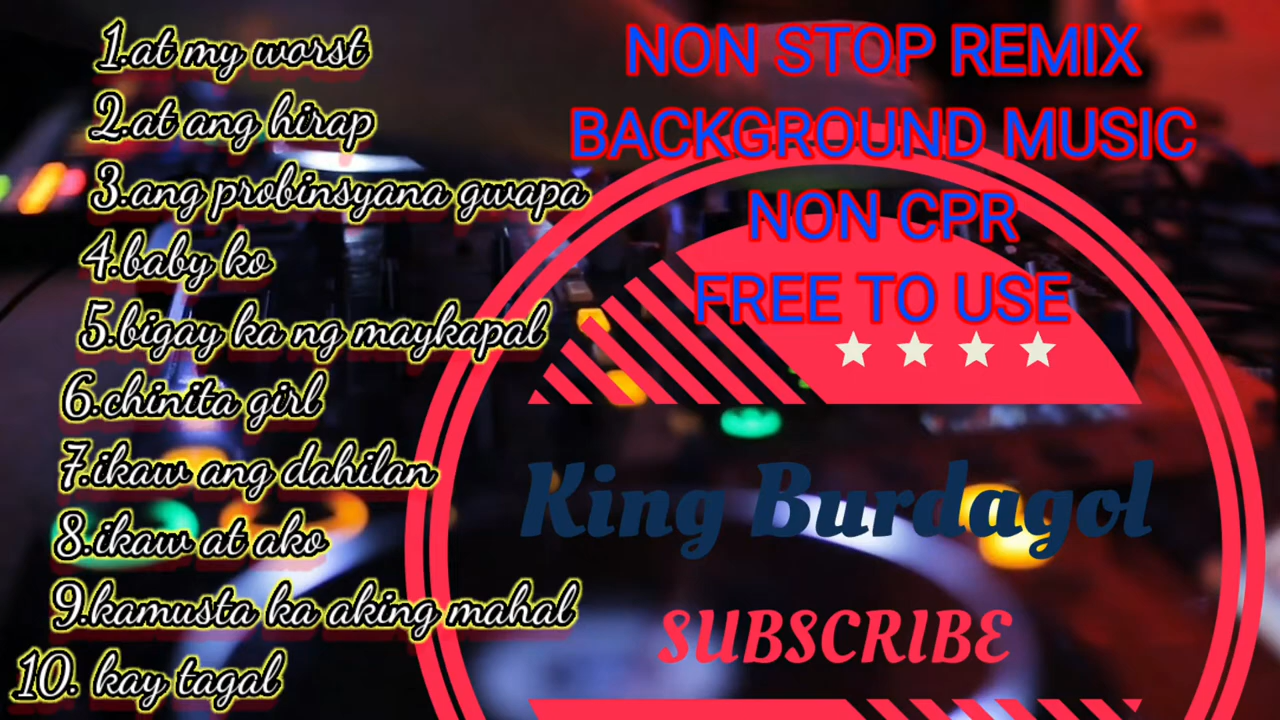 1.at my worst
2.at ang hirap
3.ang probinsyana gwapa
4.baby ko
5.bigay ka ng maykapal
6.chinita girl
7.ikaw ang dahilan
8.ikaw at ako
9.kamusta ka aking mahal
10. kay tagal
NON STOP REMIX
BACKGROUND MUSIC
NON CPR
FREE TO USE
King Burdagol
SUBSCRIBE